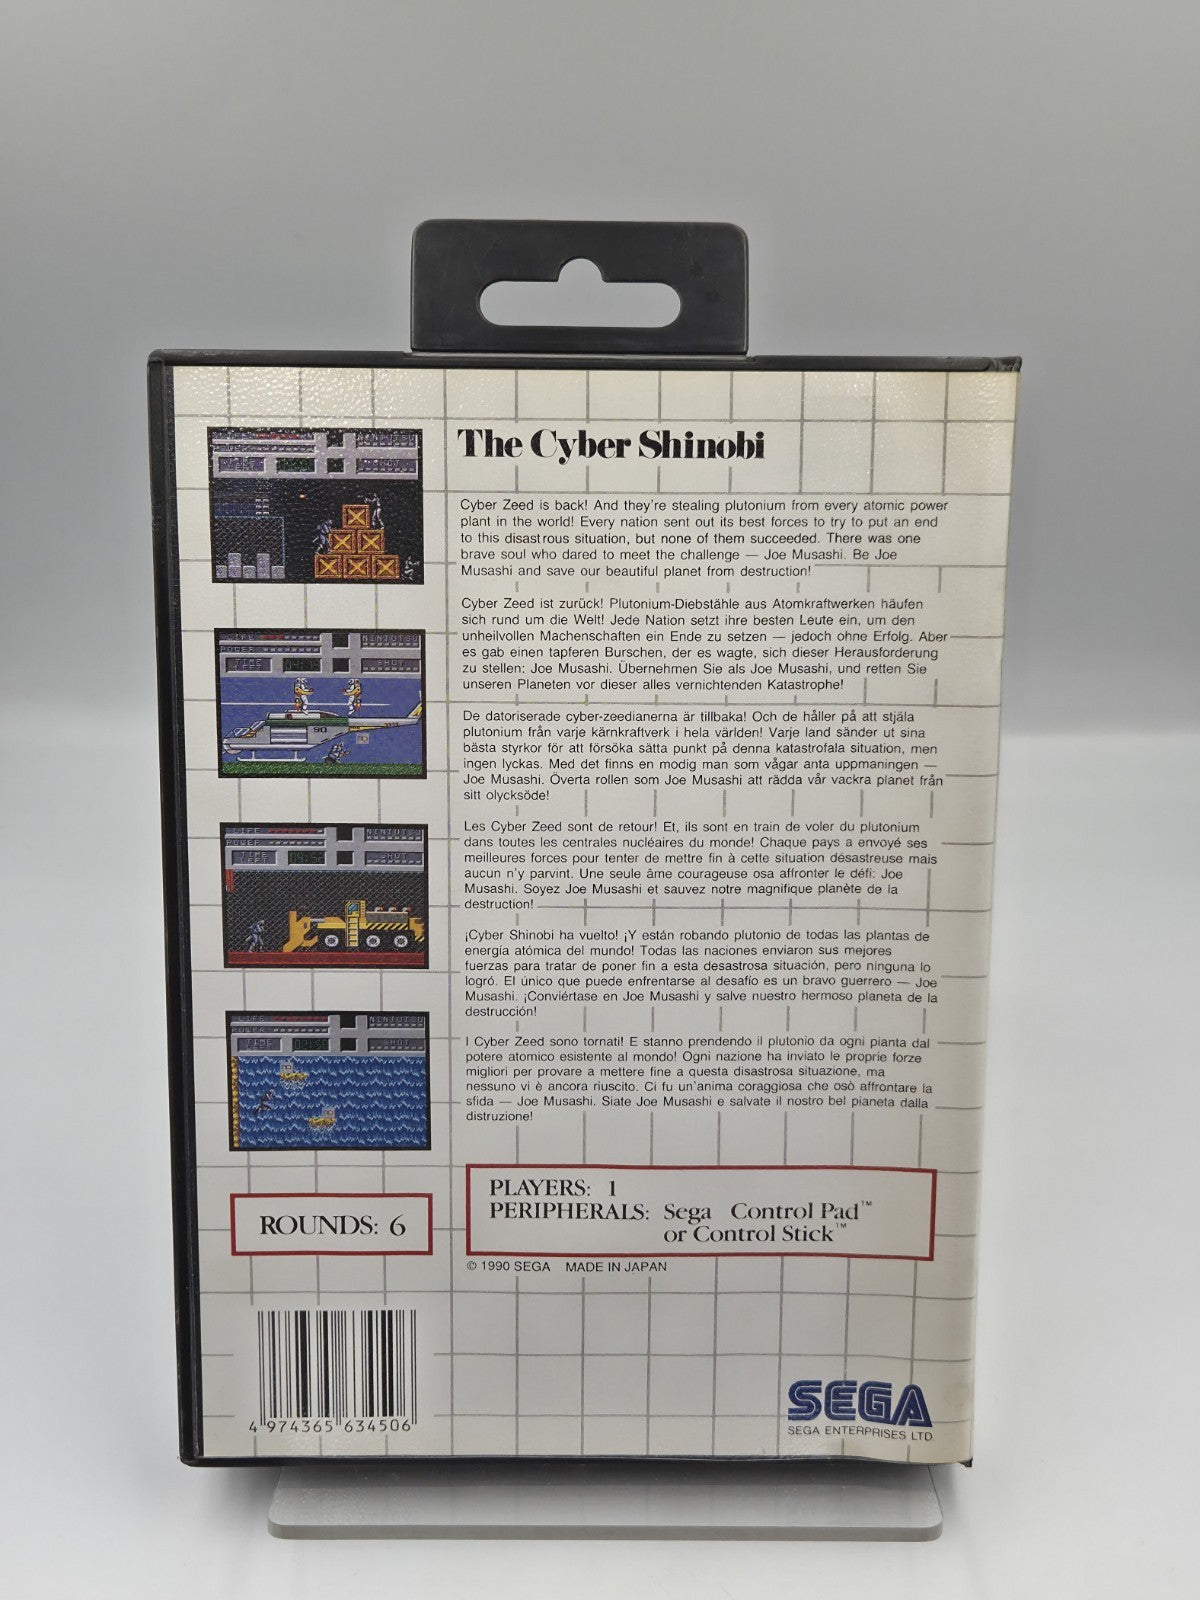 The Cyber Shinobi
Cyber Zeed is back! And they're stealing plutonium from every atomic power
plant in the world! Every nation sent out its best forces to try to put an end
to this disastrous situation, but none of them succeeded. There was one
brave soul who dared to meet the challenge — Joe Musashi. Be Joe
Musashi and save our beautiful planet from destruction!
Cyber Zeed ist zurück! Plutonium-Diebstähle aus Atomkraftwerken häufen
sich rund um die Welt! Jede Nation setzt ihre besten Leute ein, um den
unheilvollen Machenschaften ein Ende zu setzen — jedoch ohne Erfolg. Aber
es gab einen tapferen Burschen, der es wagte, sich dieser Herausforderung
zu stellen: Joe Musashi. Übernehmen Sie als Joe Musashi, und retten Sie
unseren Planeten vor dieser alles vernichtenden Katastrophe!
De datoriserade cyber-zeedianerna är tillbaka! Och de håller på att stjäla
plutonium från varje kärnkraftverk i hela världen! Varje land sänder ut sina
bästa styrkor för att försöka sätta punkt på denna katastrofala situation, men
ingen lyckas. Med det finns en modig man som vågar anta uppmaningen —
Joe Musashi. Överta rollen som Joe Musashi att rädda vår vackra planet från
sitt olycksöde!
Les Cyber Zeed sont de retour! Et, ils sont en train de voler du plutonium
dans toutes les centrales nucléaires du monde! Chaque pays a envoyé ses
meilleures forces pour tenter de mettre fin à cette situation désastreuse mais
aucun n'y parvint. Une seule âme courageuse osa affronter le défi: Joe
Musashi. Soyez Joe Musashi et sauvez notre magnifique planète de la
destruction!
¡Cyber Shinobi ha vuelto! ¡Y están robando plutonio de todas las plantas de
energía atómica del mundo! Todas las naciones enviaron sus mejores
fuerzas para tratar de poner fin a esta desastrosa situación, pero ninguna lo
logró. El único que puede enfrentarse al desafío es un bravo guerrero — Joe
Musashi. ¡Conviértase en Joe Musashi y salve nuestro hermoso planeta de la
destrucción!
I Cyber Zeed sono tornati! E stanno prendendo il plutonio da ogni pianta dal
potere atomico esistente al mondo! Ogni nazione ha inviato le proprie forze
migliori per provare a mettere fine a questa disastrosa situazione, ma
nessuno vi è ancora riuscito. Ci fu un'anima coraggiosa che osò affrontare la
sfida — Joe Musashi. Siate Joe Musashi e salvate il nostro bel pianeta dalla
distruzione!
LIFE NINJUTSU
POWER
TIME SHOT
LEFT
90
LIFE NINJUTSU
POWER
TIME SHOT
LEFT
LIFE NINJUTSU
POWER
TIME SHOT
ROUNDS: 6
PLAYERS: 1
PERIPHERALS: Sega Control Pad™
or Control Stick™
© 1990 SEGA MADE IN JAPAN
4 974365 634506
SEGA
SEGA ENTERPRISES LTD.